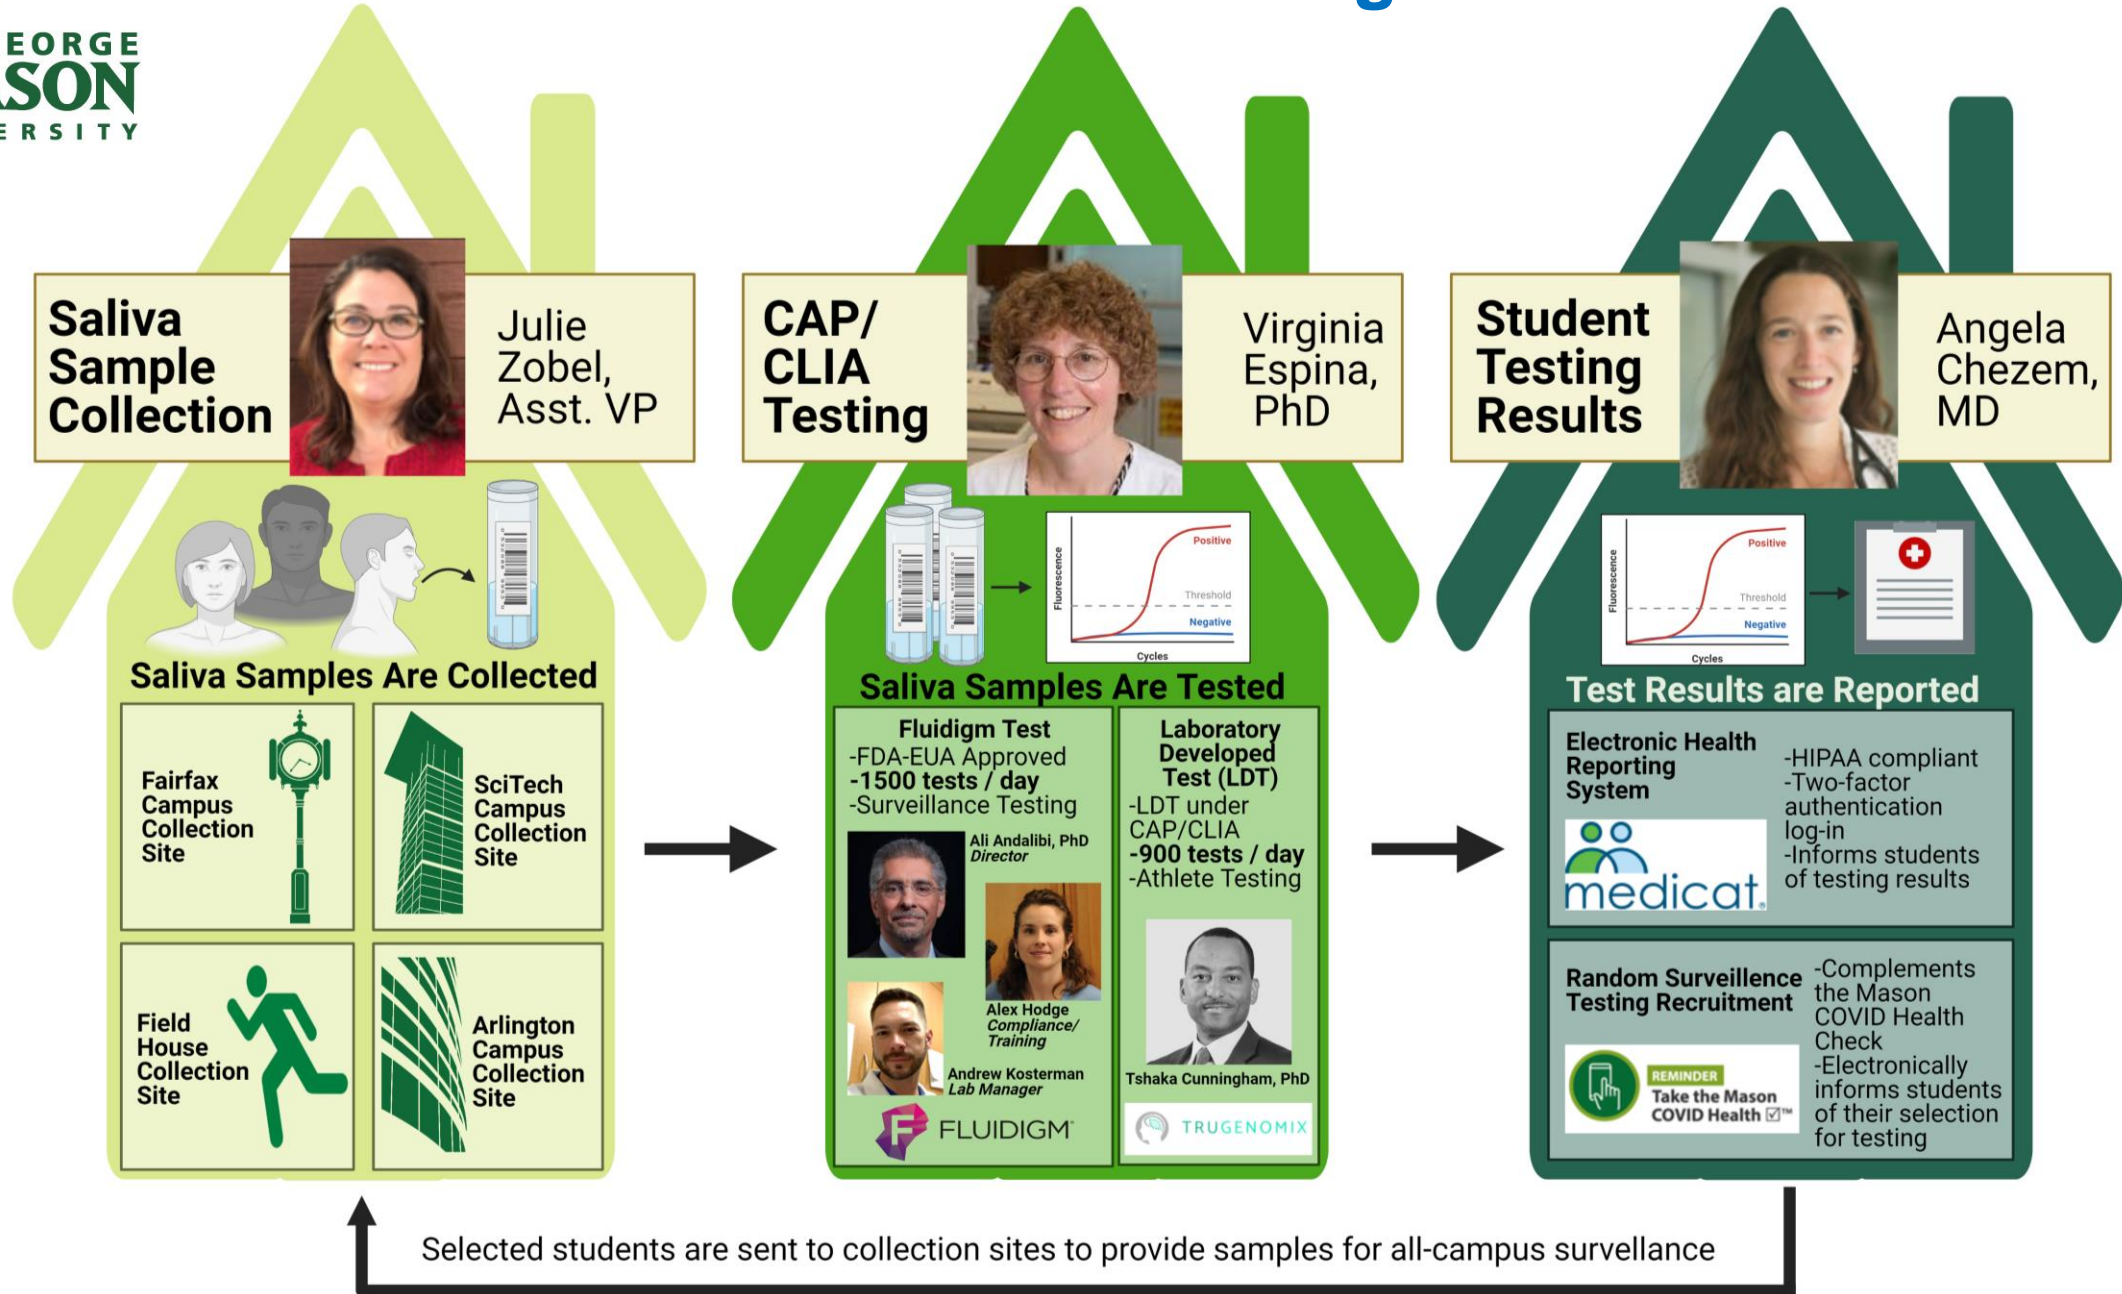 EORGE
SON
ERSITY
g
Saliva
Sample
Collection
Julie
Zobel,
Asst. VP
Saliva Samples Are Collected
Fairfax
Campus
Collection
Site
SciTech
Campus
Collection
Site
Field
House
Collection
Site
Arlington
Campus
Collection
Site
CAP/
CLIA
Testing
Virginia
Espina,
PhD
Fluorescence
Positive
Threshold
Negative
Cycles
Saliva Samples Are Tested
Fluidigm Test
-FDA-EUA Approved
-1500 tests / day
-Surveillance Testing
Ali Andalibi, PhD
Director
Alex Hodge
Compliance/
Training
Andrew Kosterman
Lab Manager
FLUIDIGM
Laboratory
Developed
Test (LDT)
-LDT under
CAP/CLIA
-900 tests / day
-Athlete Testing
Tshaka Cunningham, PhD
TRUGENOMIX
Student
Testing
Results
Angela
Chezem,
MD
Fluorescence
Positive
Threshold
Negative
Cycles
Test Results are Reported
Electronic Health
Reporting
System
medicat.
-HIPAA compliant
-Two-factor
authentication
log-in
-Informs students
of testing results
Random Surveillence
Testing Recruitment
REMINDER
Take the Mason
COVID Health ☑™
-Complements
the Mason
COVID Health
Check
-Electronically
informs students
of their selection
for testing
Selected students are sent to collection sites to provide samples for all-campus survellance